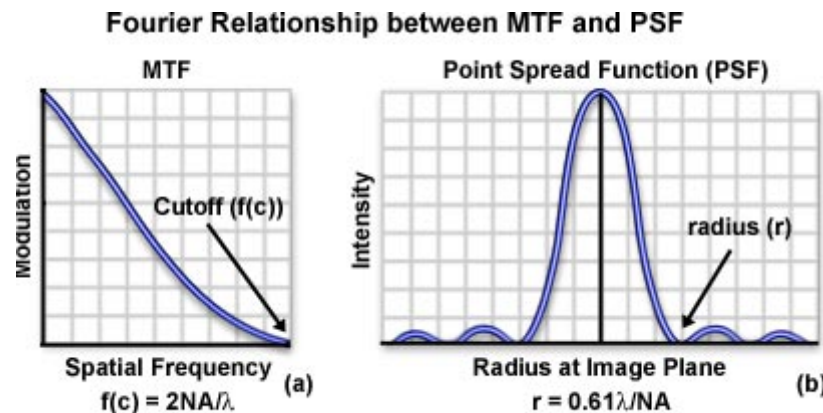 Fourier Relationship between MTF and PSF
MTF
Modulation
Cutoff (f(c))
Spatial Frequency
f(c) = 2NA/λ
(a)
Point Spread Function (PSF)
Intensity
radius (r)
Radius at Image Plane
r = 0.61λ/NA
(b)